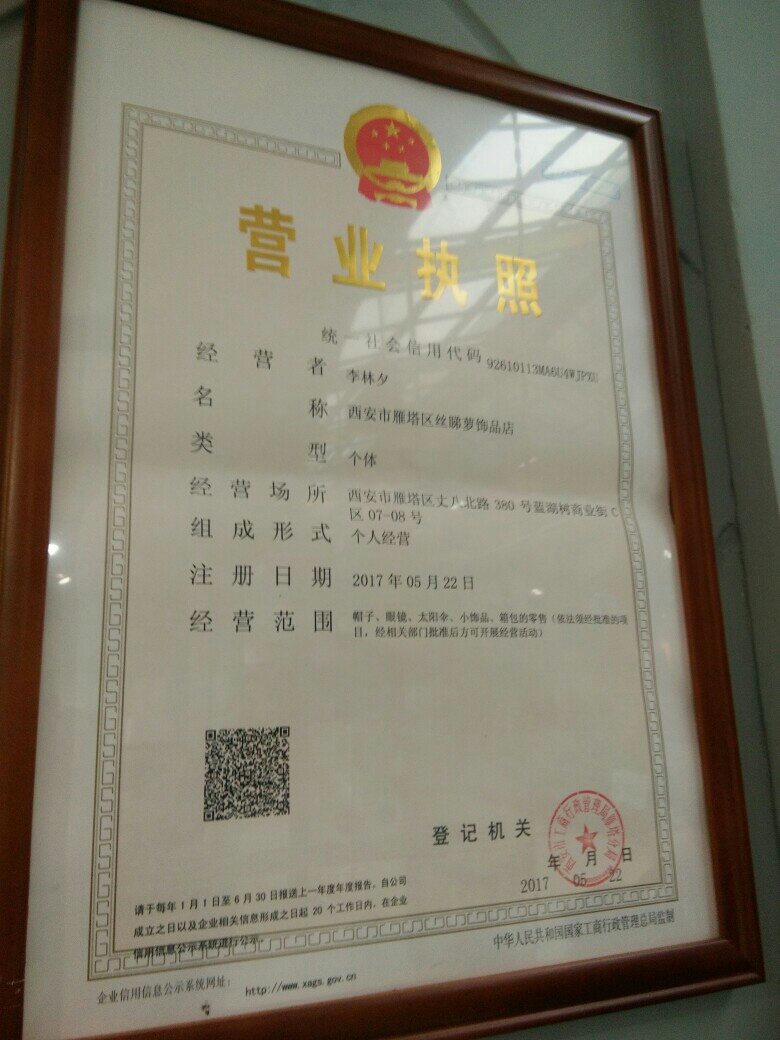 营业执照
统一社会信用代码 92610113MA6U4WJPXU
经营者 李林夕
名称 西安市雁塔区丝睇萝饰品店
类型 个体
经营场所 西安市雁塔区丈八北路 380 号蓝湖树商业街 C
区 07-08 号
组成形式 个人经营
注册日期 2017 年 05 月 22 日
经营范围 帽子、眼镜、太阳伞、小饰品、箱包的零售(依法须经批准的项
目,经相关部门批准后方可开展经营活动)
登记机关
西安市工商行政管理局雁塔分局
年 月 日
2017 05 22
请于每年 1 月 1 日至 6 月 30 日报送上一年度年度报告,自公司
成立之日以及企业相关信息形成之日起 20 个工作日内,在企业
信用信息公示系统进行公示。
企业信用信息公示系统网址: http://www.xags.gov.cn
中华人民共和国国家工商行政管理总局监制